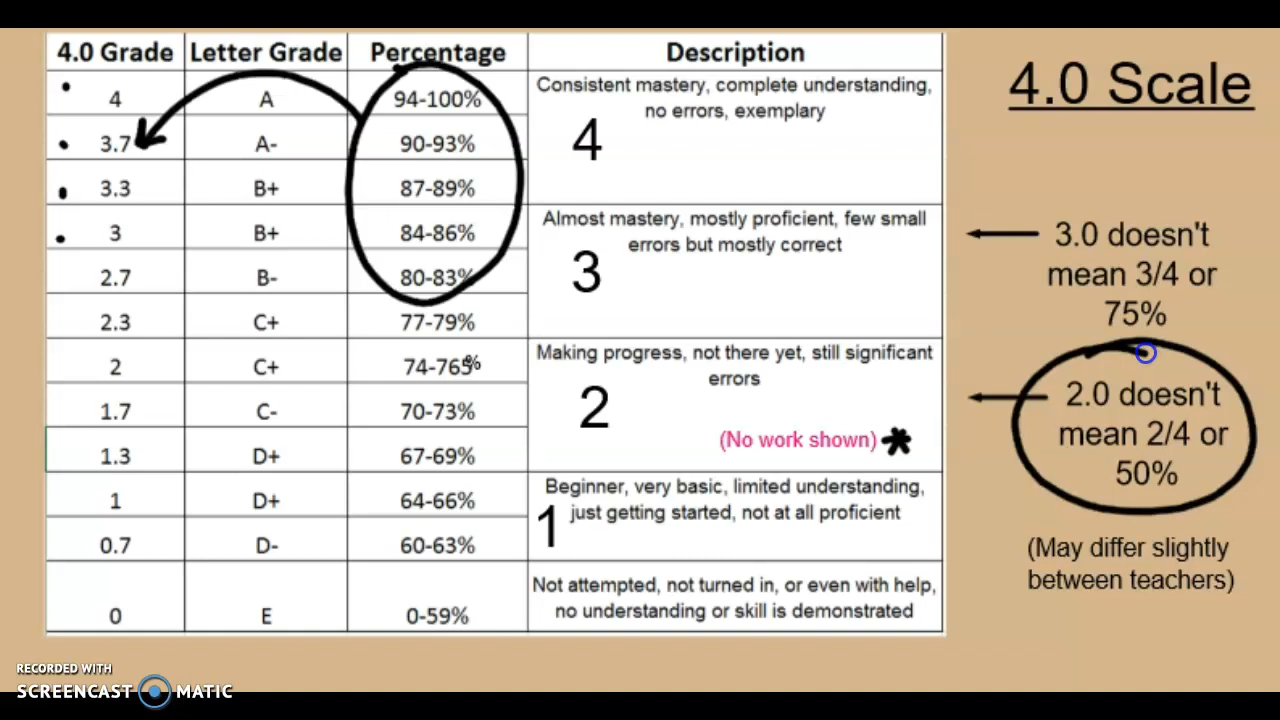 4.0 Grade Letter Grade Percentage Description
4 A 94-100% Consistent mastery, complete understanding,
no errors, exemplary
4
3.7 A- 90-93%
3.3 B+ 87-89%
3 B+ 84-86% Almost mastery, mostly proficient, few small
errors but mostly correct
3
2.7 B- 80-83%
2.3 C+ 77-79%
2 C+ 74-765% Making progress, not there yet, still significant
errors
2
1.7 C- 70-73%
(No work shown) *
1.3 D+ 67-69%
1 D+ 64-66% Beginner, very basic, limited understanding,
just getting started, not at all proficient
1
0.7 D- 60-63%
0 E 0-59% Not attempted, not turned in, or even with help,
no understanding or skill is demonstrated
4.0 Scale
3.0 doesn't
mean 3/4 or
75%
2.0 doesn't
mean 2/4 or
50%
(May differ slightly
between teachers)
RECORDED WITH
SCREENCAST MATIC